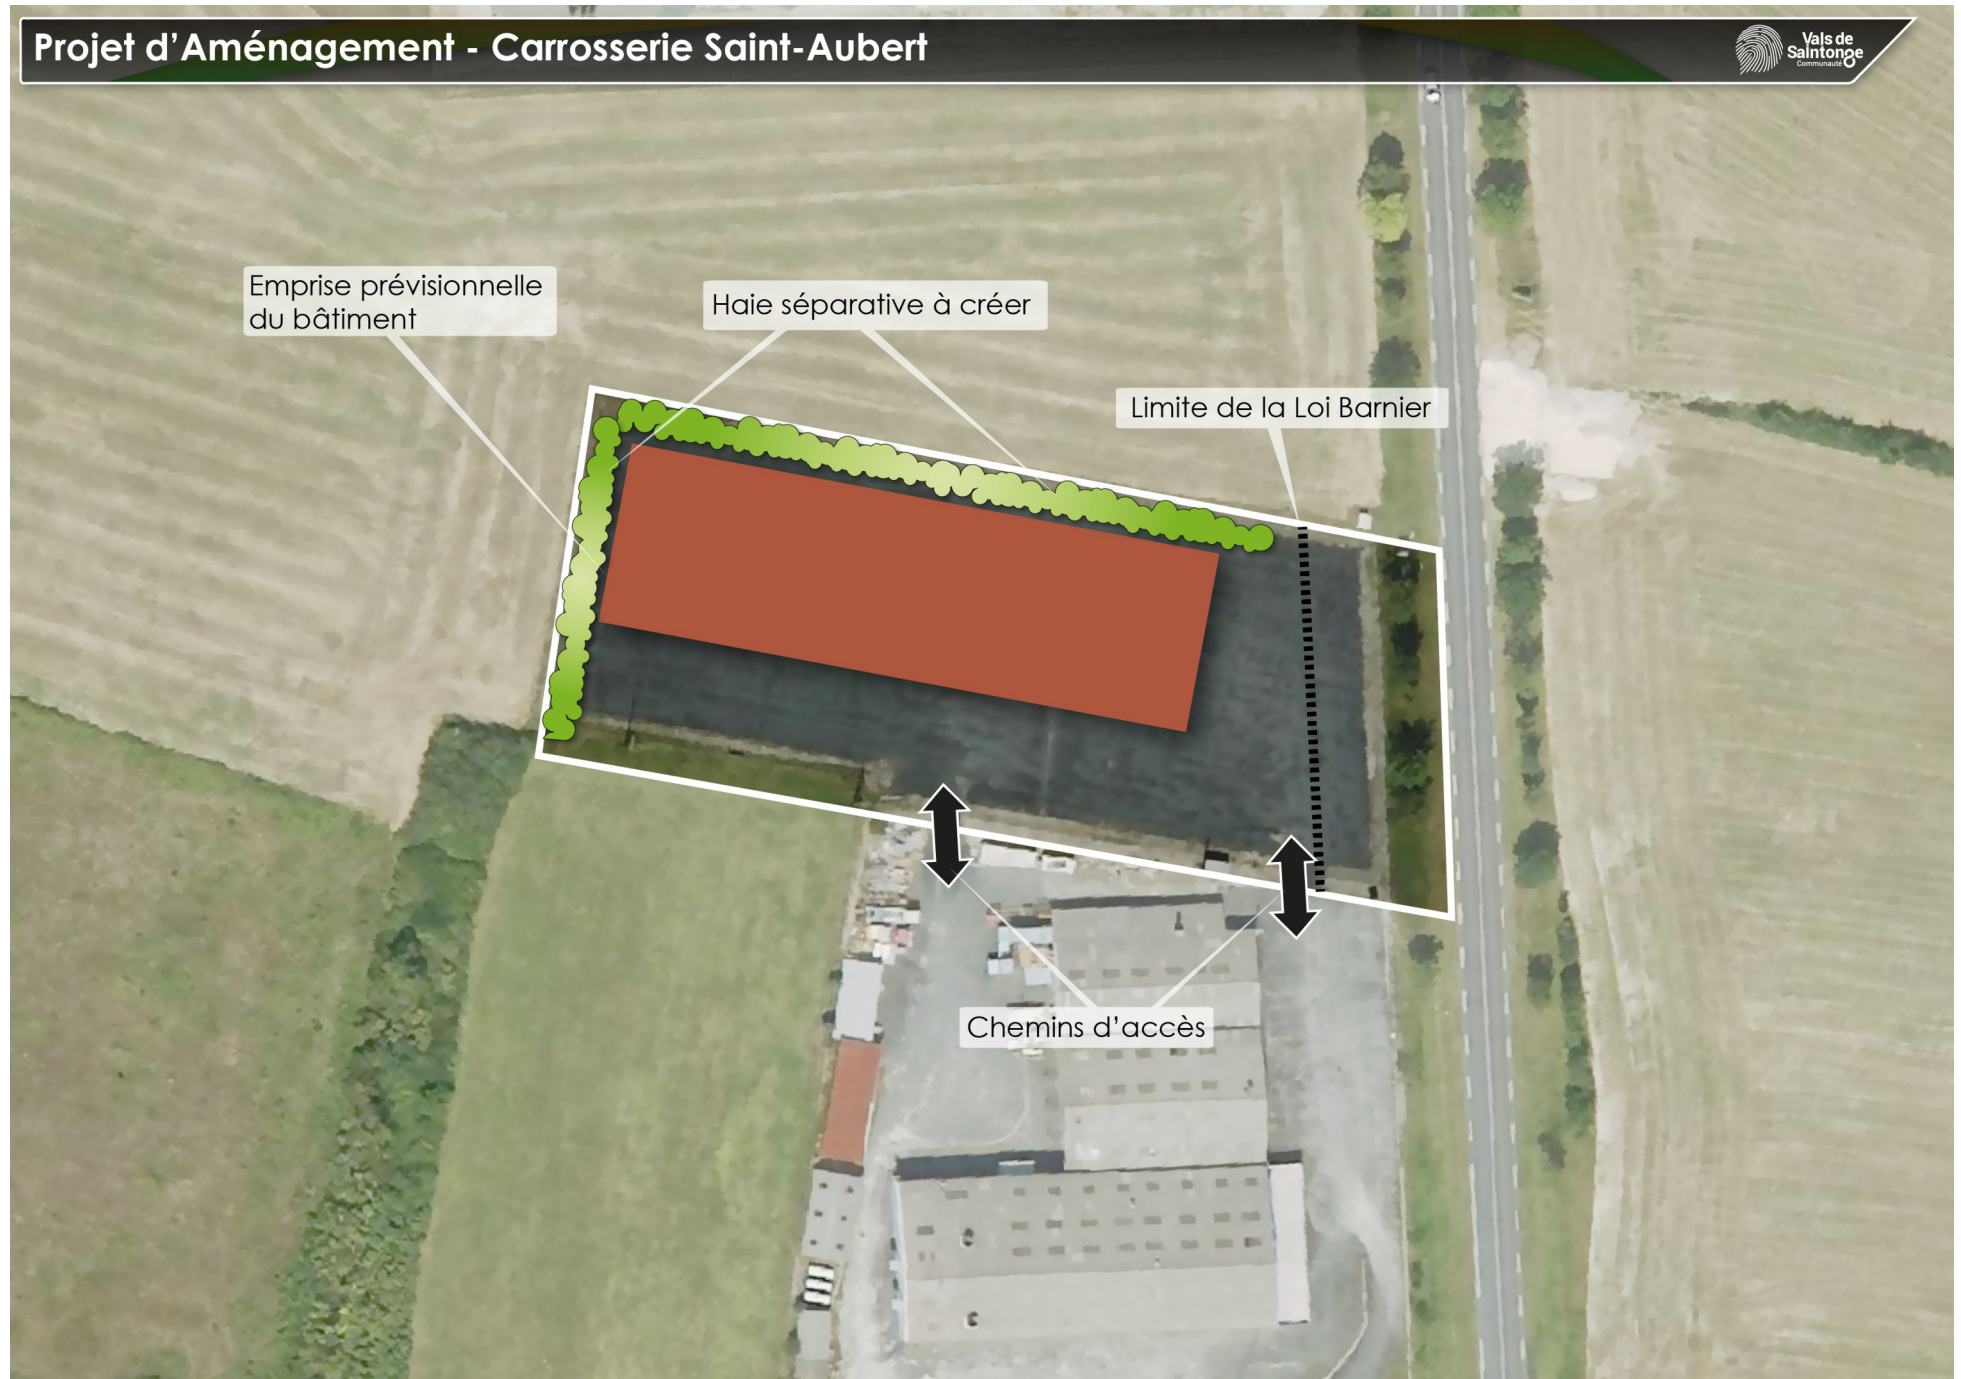 Projet d'Aménagement - Carrosserie Saint-Aubert
Vals de
Saintonge
Communauté
Emprise prévisionnelle
du bâtiment
Haie séparative à créer
Limite de la Loi Barnier
Chemins d'accès